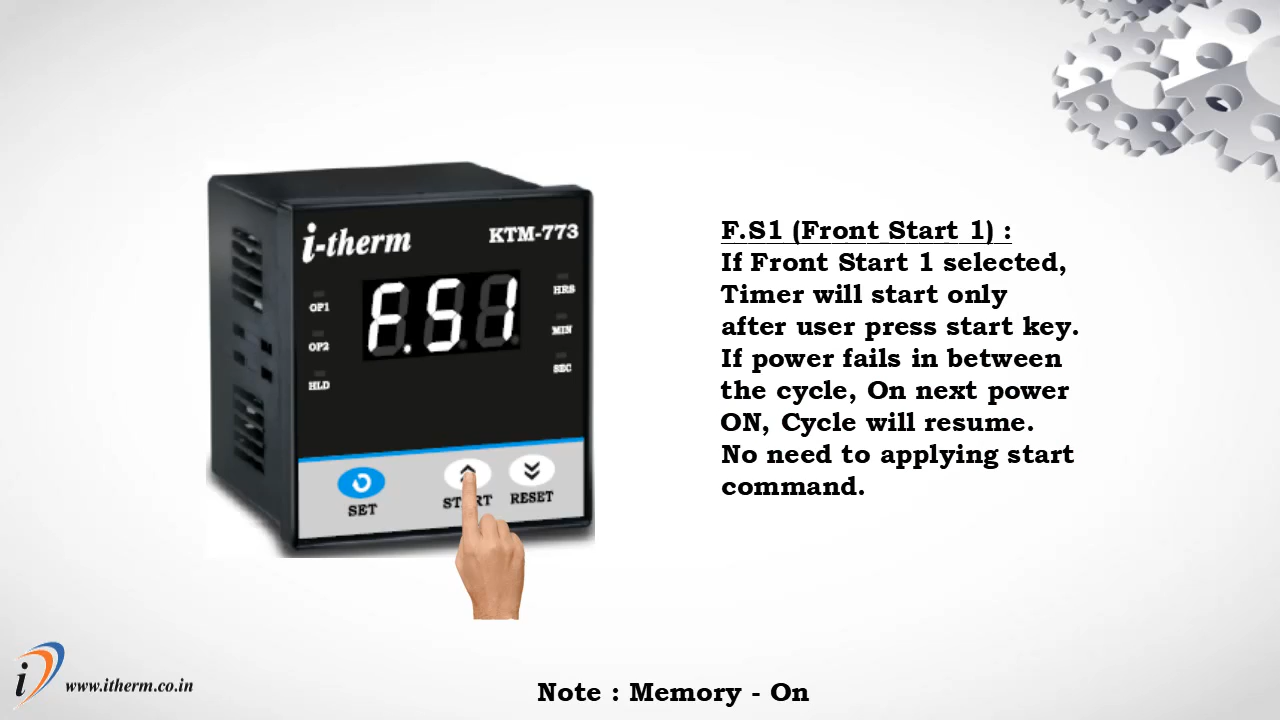 i-therm
KTM-773
F.S1
OP1
OP2
HLD
HRS
MIN
SEC
SET
START
RESET
F.S1 (Front Start 1) :
If Front Start 1 selected,
Timer will start only
after user press start key.
If power fails in between
the cycle, On next power
ON, Cycle will resume.
No need to applying start
command.
i www.itherm.co.in
Note : Memory - On